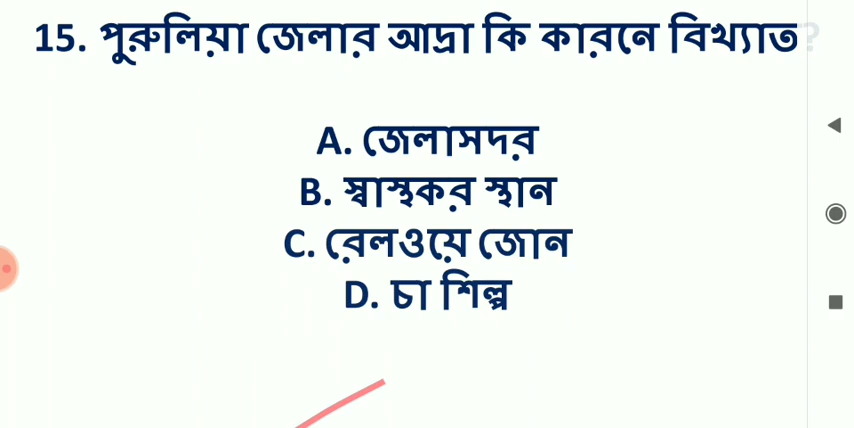 15. পুরুলিয়া জেলার আদ্রা কি কারনে বিখ্যাত?
A. জেলাসদর
B. স্বাস্থকর স্থান
C. রেলওয়ে জোন
D. চা শিল্প